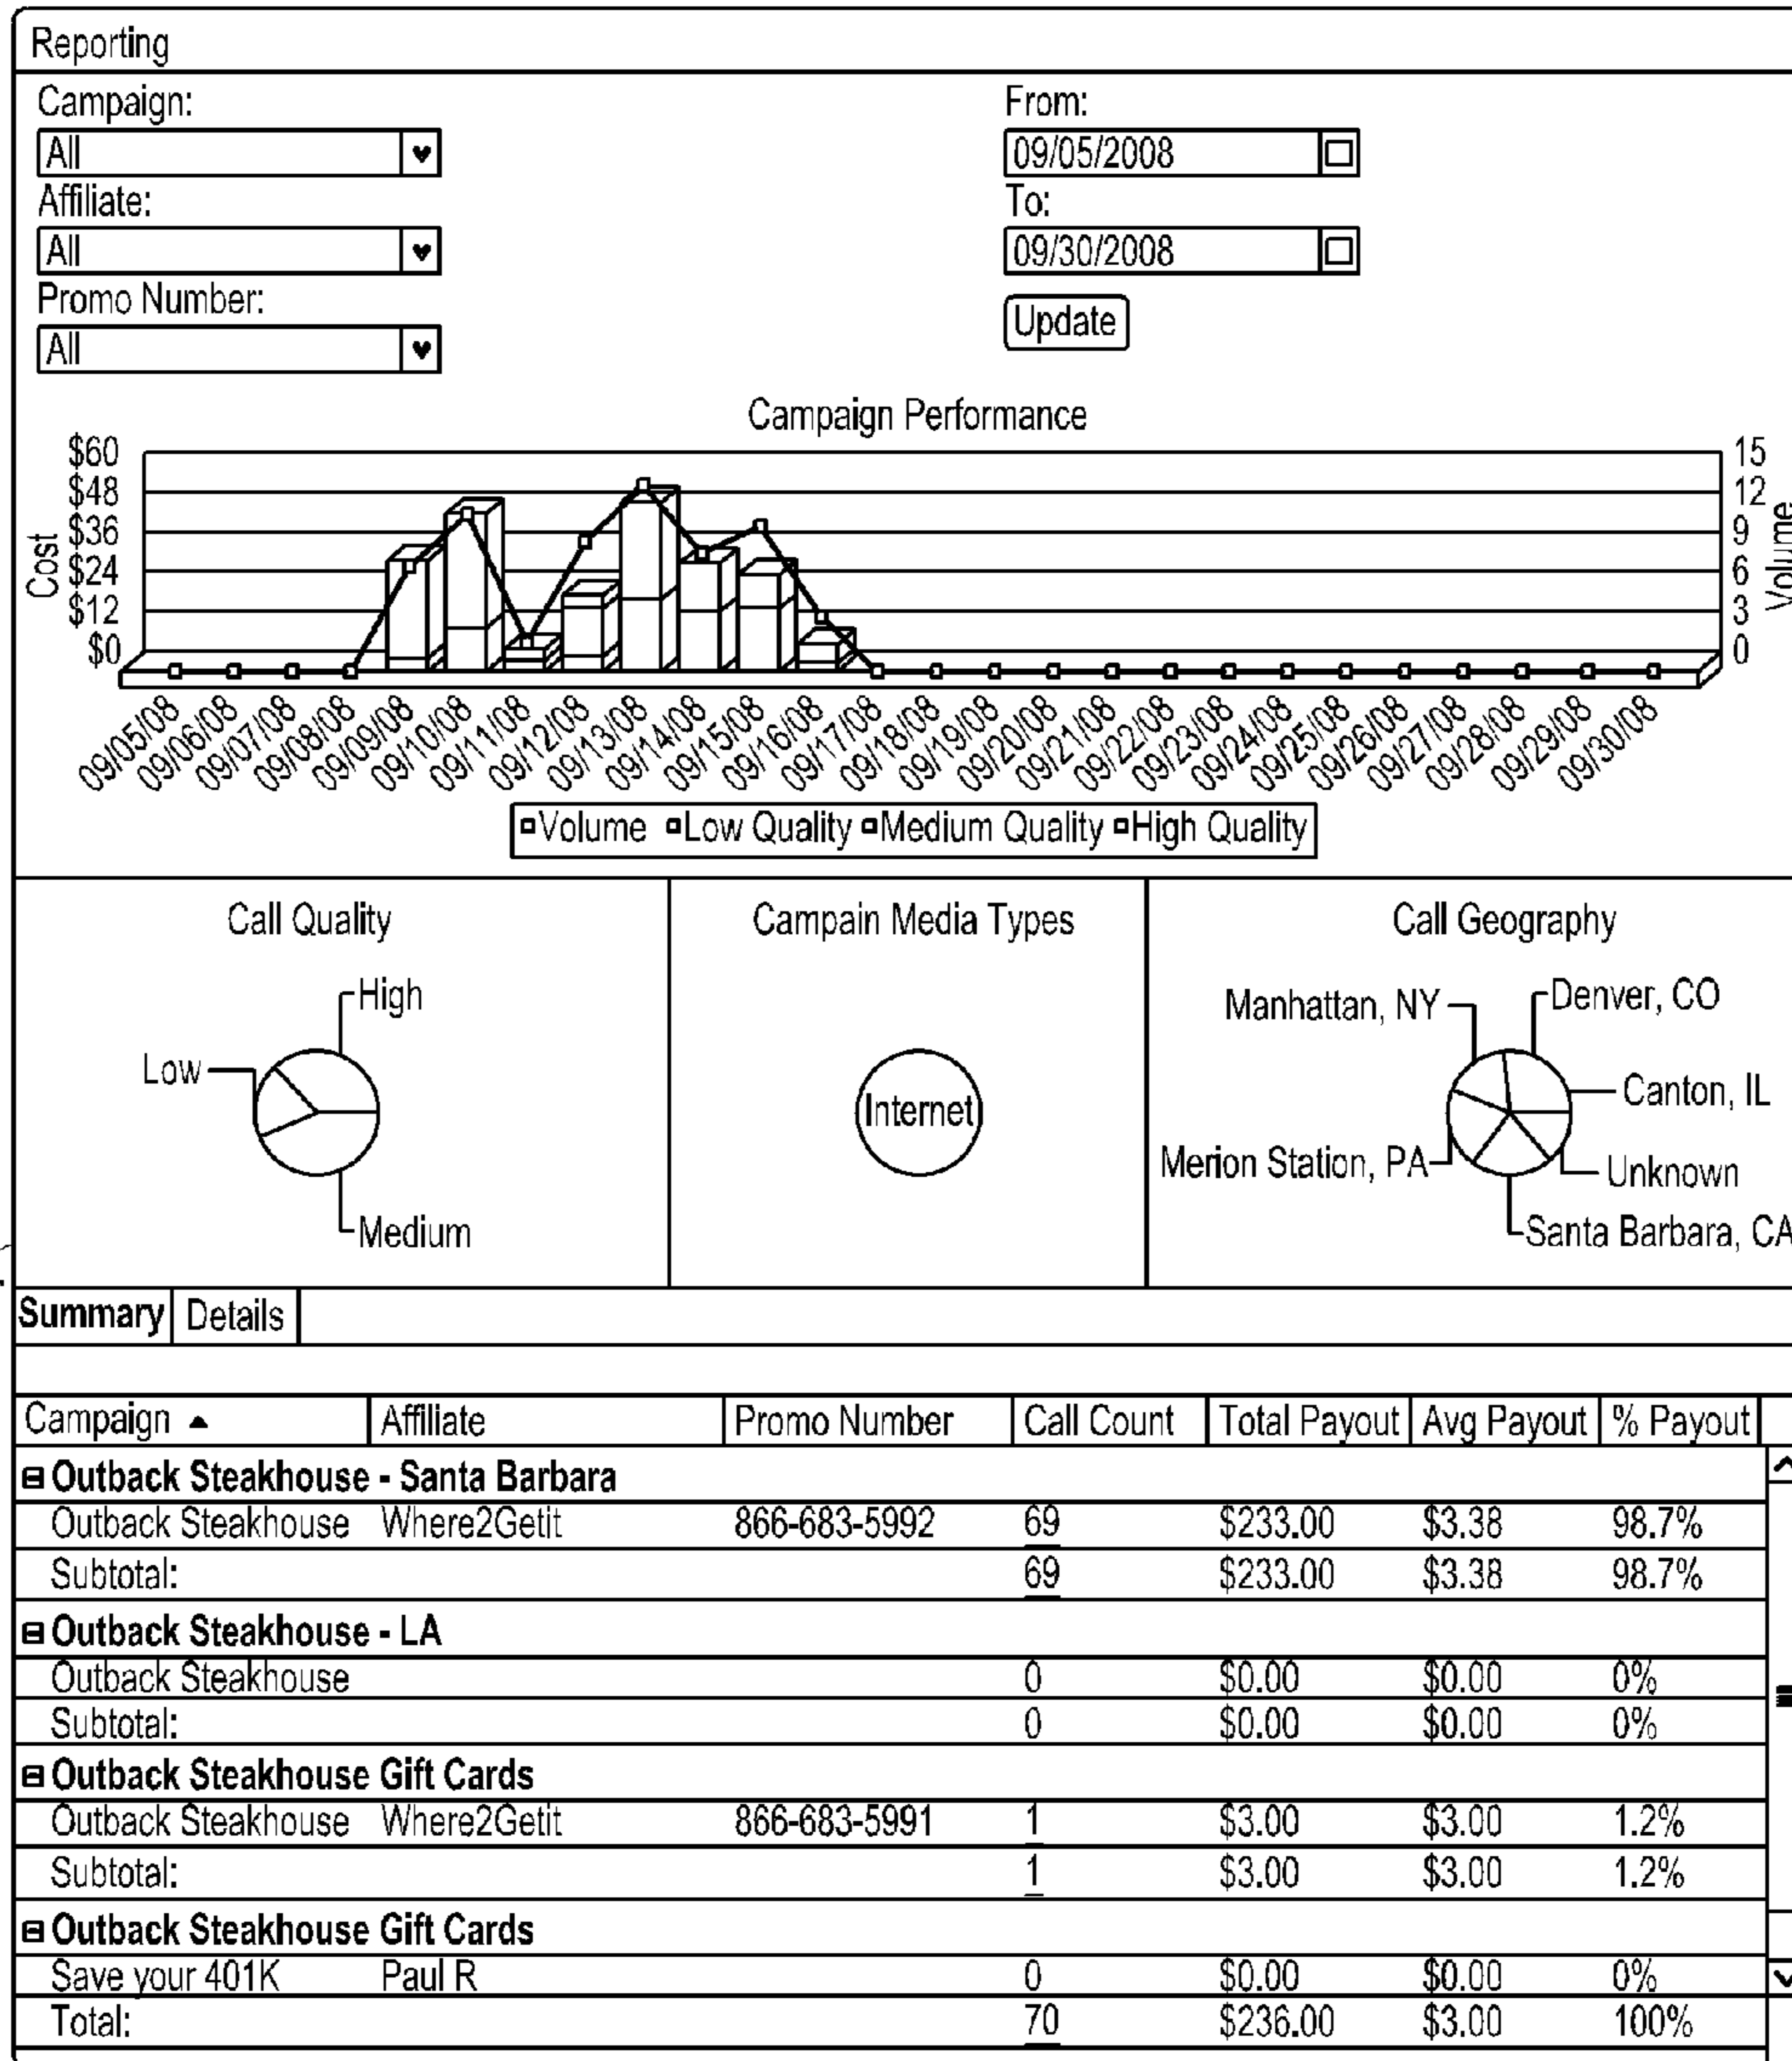 Reporting
Campaign:
All
Affiliate:
All
Promo Number:
All
From:
09/05/2008
To:
09/30/2008
Update
Campaign Performance
Cost
$60
$48
$36
$24
$12
$0
15
12
9
6
3
0
Volume
09/05/08 09/06/08 09/07/08 09/08/08 09/09/08 09/10/08 09/11/08 09/12/08 09/13/08 09/14/08 09/15/08 09/16/08 09/17/08 09/18/08 09/19/08 09/20/08 09/21/08 09/22/08 09/23/08 09/24/08 09/25/08 09/26/08 09/27/08 09/28/08 09/29/08 09/30/08
Volume Low Quality Medium Quality High Quality
Call Quality
High
Low
Medium
Campain Media Types
Internet
Call Geography
Manhattan, NY
Denver, CO
Canton, IL
Merion Station, PA
Unknown
Santa Barbara, CA
Summary Details
Campaign Affiliate Promo Number Call Count Total Payout Avg Payout % Payout
Outback Steakhouse - Santa Barbara
Outback Steakhouse Where2Getit 866-683-5992 69 $233.00 $3.38 98.7%
Subtotal: 69 $233.00 $3.38 98.7%
Outback Steakhouse - LA
Outback Steakhouse 0 $0.00 $0.00 0%
Subtotal: 0 $0.00 $0.00 0%
Outback Steakhouse Gift Cards
Outback Steakhouse Where2Getit 866-683-5991 1 $3.00 $3.00 1.2%
Subtotal: 1 $3.00 $3.00 1.2%
Outback Steakhouse Gift Cards
Save your 401K Paul R 0 $0.00 $0.00 0%
Total: 70 $236.00 $3.00 100%